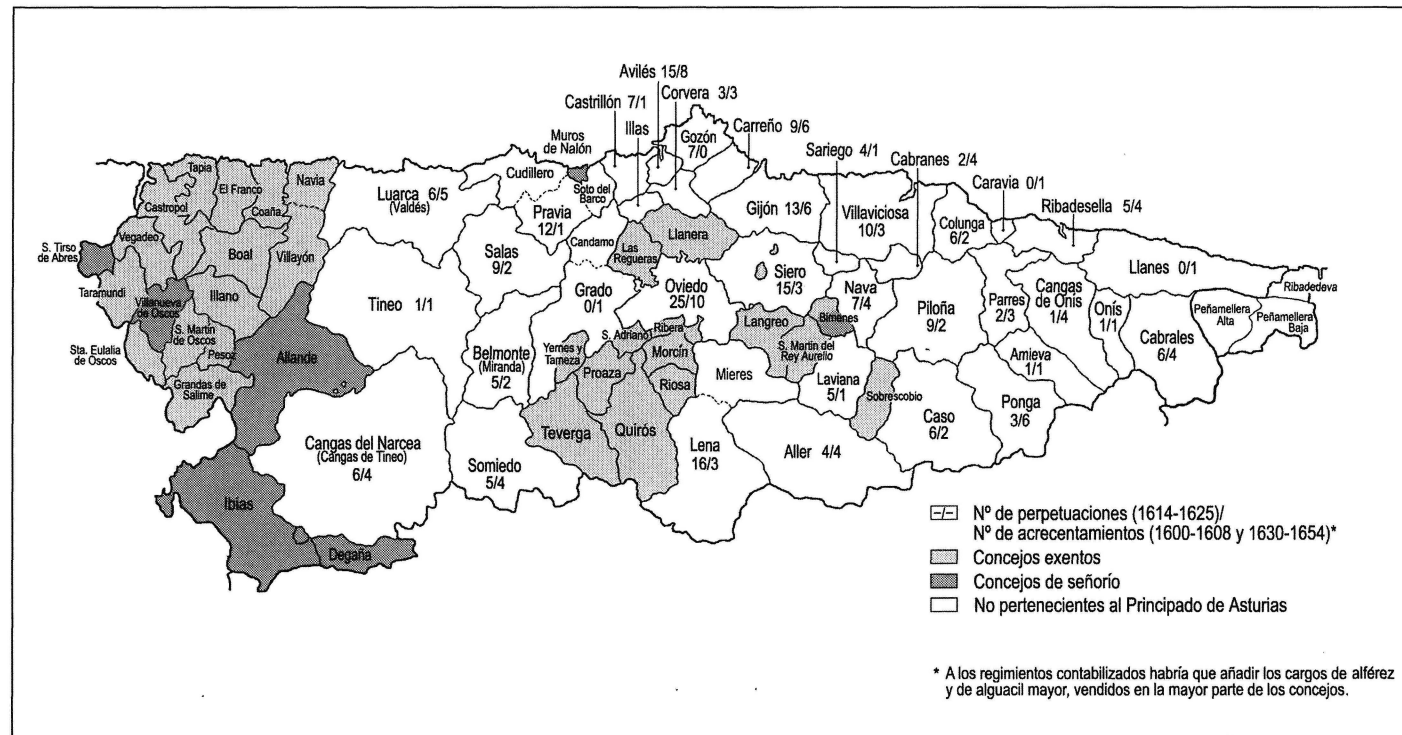 Avilés 15/8
Corvera 3/3
Castrillón 7/1
Illas
Gozón
7/0
Carreño 9/6
Muros
de Nalón
Sariego 4/1
Cabranes 2/4
Caravia 0/1
Ribadesella 5/4
Tapia
El Franco
Navia
Castropol
Coaña
Luarca 6/5
(Valdés)
Cudillero
Soto del
Barco
Pravia
12/1
Gijón 13/6
Villaviciosa
10/3
Colunga
6/2
Vegadeo
S. Tirso
de Abres
Boal
Villayón
Salas
9/2
Candamo
Las
Regueras
Llanera
Llanes 0/1
Ribadedeva
Taramundi
Villanueva
de Oscos
Illano
Tineo 1/1
Grado
0/1
Oviedo
25/10
Siero
15/3
Nava
7/4
Piloña
9/2
Parres
2/3
Cangas
de Onís
1/4
Onís
1/1
Cabrales
6/4
Peñamellera
Alta
Peñamellera
Baja
Bimenes
Langreo
S. Martín del
Rey Aurelio
Sta. Eulalia
de Oscos
S. Martín
de Oscos
Pesoz
Allande
Belmonte
(Miranda)
5/2
Yernes y
Tameza
S. Adriano
Ribera
Proaza
Morcín
Riosa
Mieres
Laviana
5/1
Amieva
1/1
Grandas de
Salime
Sobrescobio
Caso
6/2
Ponga
3/6
Cangas del Narcea
(Cangas de Tineo)
6/4
Somiedo
5/4
Teverga
Quirós
Lena
16/3
Aller 4/4
Ibias
Degaña
-/- Nº de perpetuaciones (1614-1625)/
Nº de acrecentamientos (1600-1608 y 1630-1654)*
Concejos exentos
Concejos de señorío
No pertenecientes al Principado de Asturias
* A los regimientos contabilizados habría que añadir los cargos de alférez
y de alguacil mayor, vendidos en la mayor parte de los concejos.